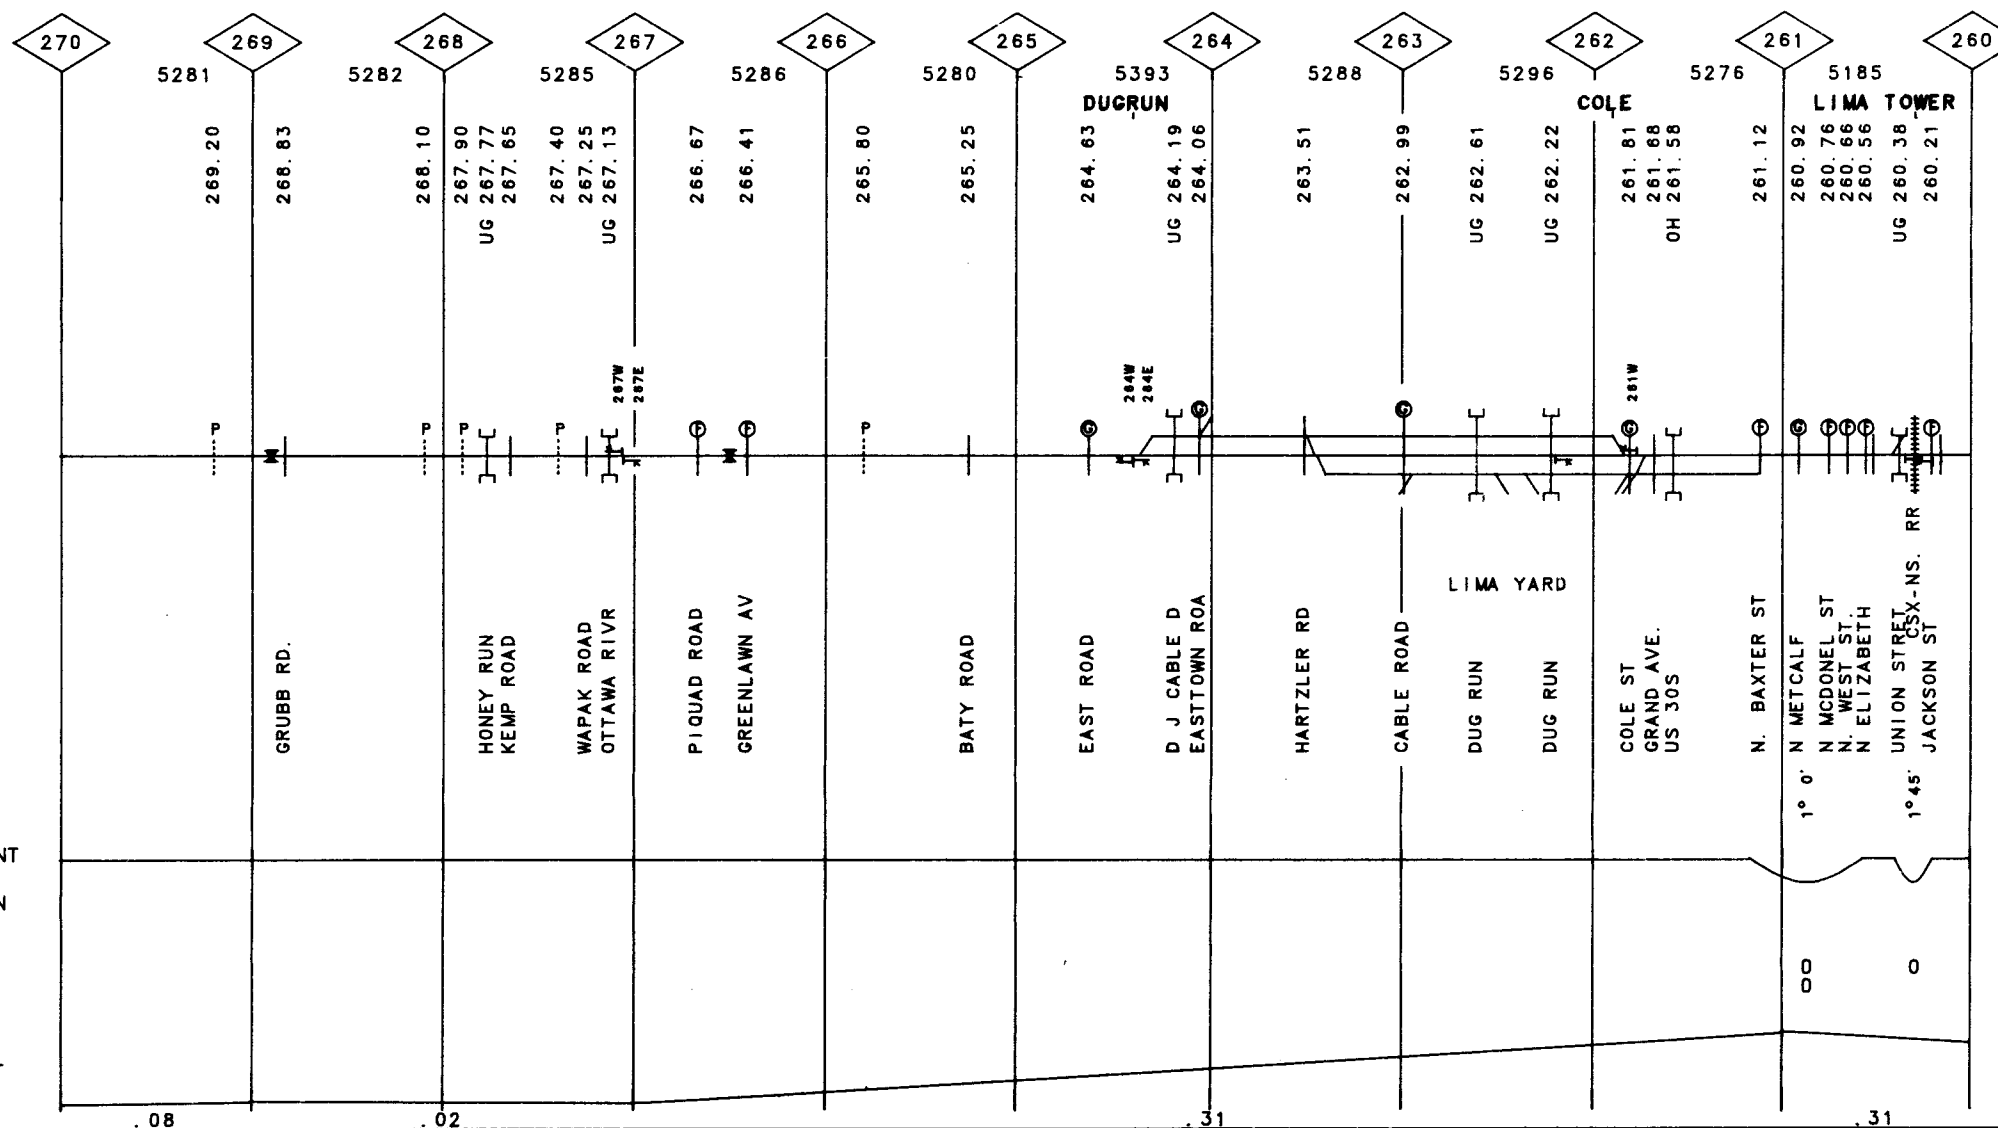 270 269 268 267 266 265 264 263 262 261 260
5281 5282 5285 5286 5280 5393 5288 5296 5276 5185
DUGRUN COLE LIMA TOWER
269.20
268.83
268.10
267.90
UG 267.77
267.65
267.40
267.25
UG 267.13
266.67
266.41
265.80
265.25
264.63
UG 264.19
264.06
263.51
262.99
UG 262.61
UG 262.22
261.81
261.68
OH 261.58
261.12
260.92
260.76
260.66
260.56
UG 260.38
260.21
267W
267E
264W
264E
261W
P P P P F F P G G G G F G F F F F
LIMA YARD
GRUBB RD.
HONEY RUN
KEMP ROAD
WAPAK ROAD
OTTAWA RIVR
PIQUAD ROAD
GREENLAWN AV
BATY ROAD
EAST ROAD
D J CABLE D
EASTTOWN ROA
HARTZLER RD
CABLE ROAD
DUG RUN
DUG RUN
COLE ST
GRAND AVE.
US 30S
N. BAXTER ST
N METCALF
N MCDONEL ST
N. WEST ST.
N ELIZABETH
UNION STRET
CSX-NS. RR
JACKSON ST
1° 0'
1°45'
NT
N
0 0
0
.08 .02 .31 .31